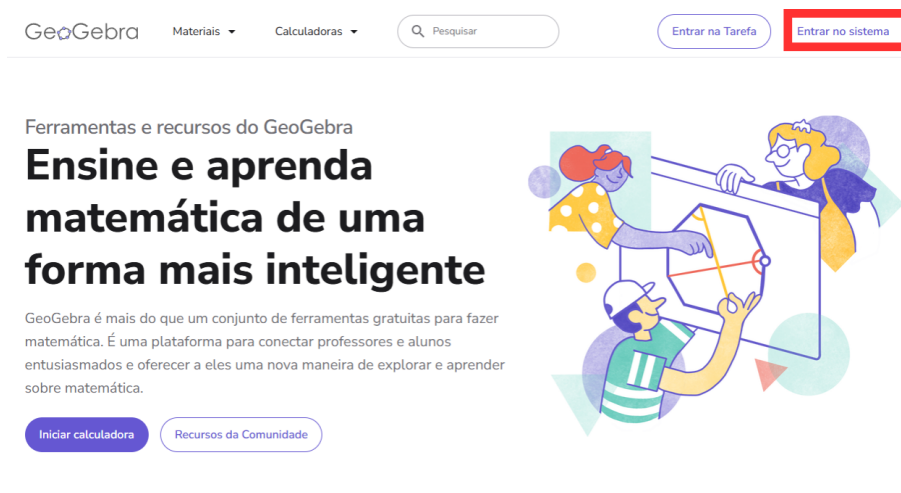 GeoGebra
Materiais
Calculadoras
Pesquisar
Entrar na Tarefa
Entrar no sistema
Ferramentas e recursos do GeoGebra
Ensine e aprenda
matemática de uma
forma mais inteligente
GeoGebra é mais do que um conjunto de ferramentas gratuitas para fazer
matemática. É uma plataforma para conectar professores e alunos
entusiasmados e oferecer a eles uma nova maneira de explorar e aprender
sobre matemática.
Iniciar calculadora
Recursos da Comunidade